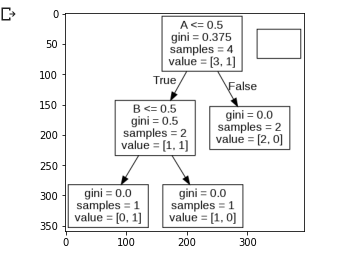 0
50
100
150
200
250
300
350
0
100
200
300
A <= 0.5
gini = 0.375
samples = 4
value = [3, 1]
True
False
B <= 0.5
gini = 0.5
samples = 2
value = [1, 1]
gini = 0.0
samples = 2
value = [2, 0]
gini = 0.0
samples = 1
value = [0, 1]
gini = 0.0
samples = 1
value = [1, 0]